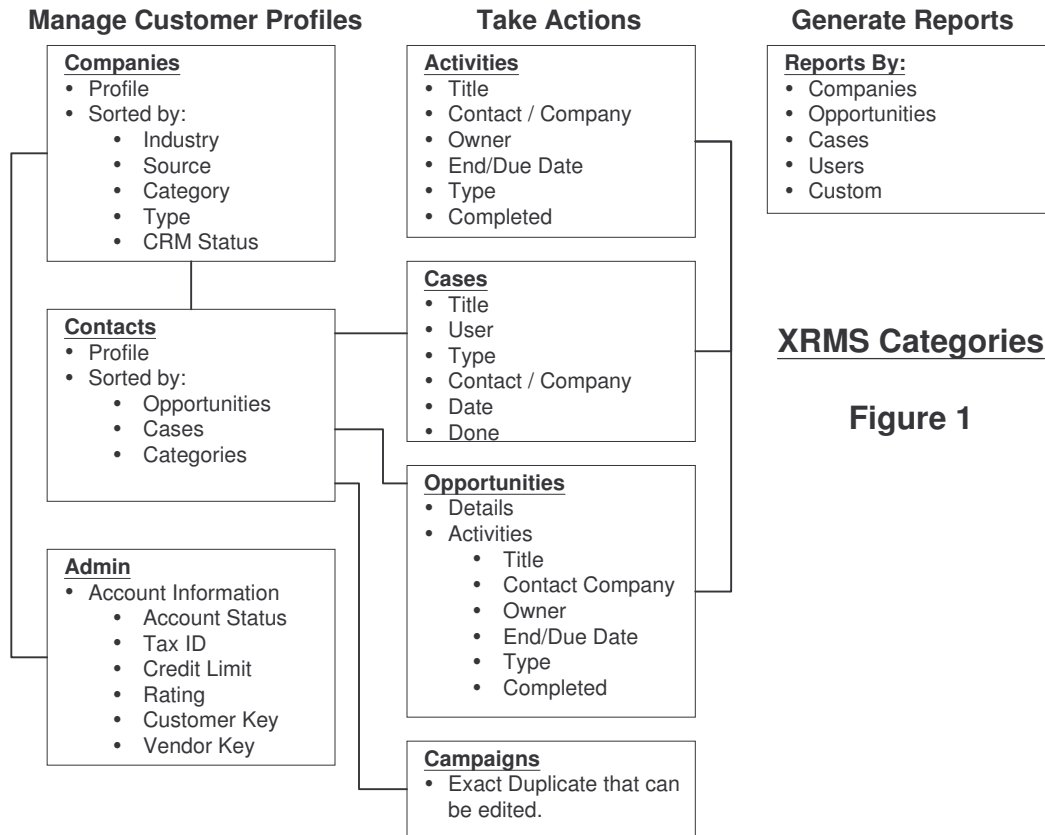 Manage Customer Profiles
Companies
• Profile
• Sorted by:
• Industry
• Source
• Category
• Type
• CRM Status
Contacts
• Profile
• Sorted by:
• Opportunities
• Cases
• Categories
Admin
• Account Information
• Account Status
• Tax ID
• Credit Limit
• Rating
• Customer Key
• Vendor Key
Take Actions
Activities
• Title
• Contact / Company
• Owner
• End/Due Date
• Type
• Completed
Cases
• Title
• User
• Type
• Contact / Company
• Date
• Done
Opportunities
• Details
• Activities
• Title
• Contact Company
• Owner
• End/Due Date
• Type
• Completed
Campaigns
• Exact Duplicate that can
be edited.
Generate Reports
Reports By:
• Companies
• Opportunities
• Cases
• Users
• Custom
XRMS Categories
Figure 1